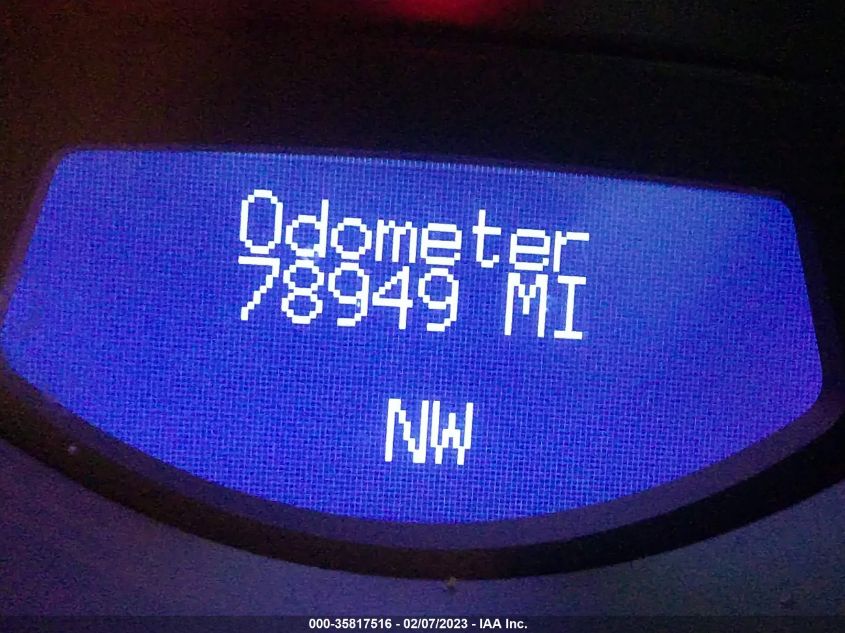 Odometer
78949 MI
NW
000-35817516 - 02/07/2023 - IAA Inc.